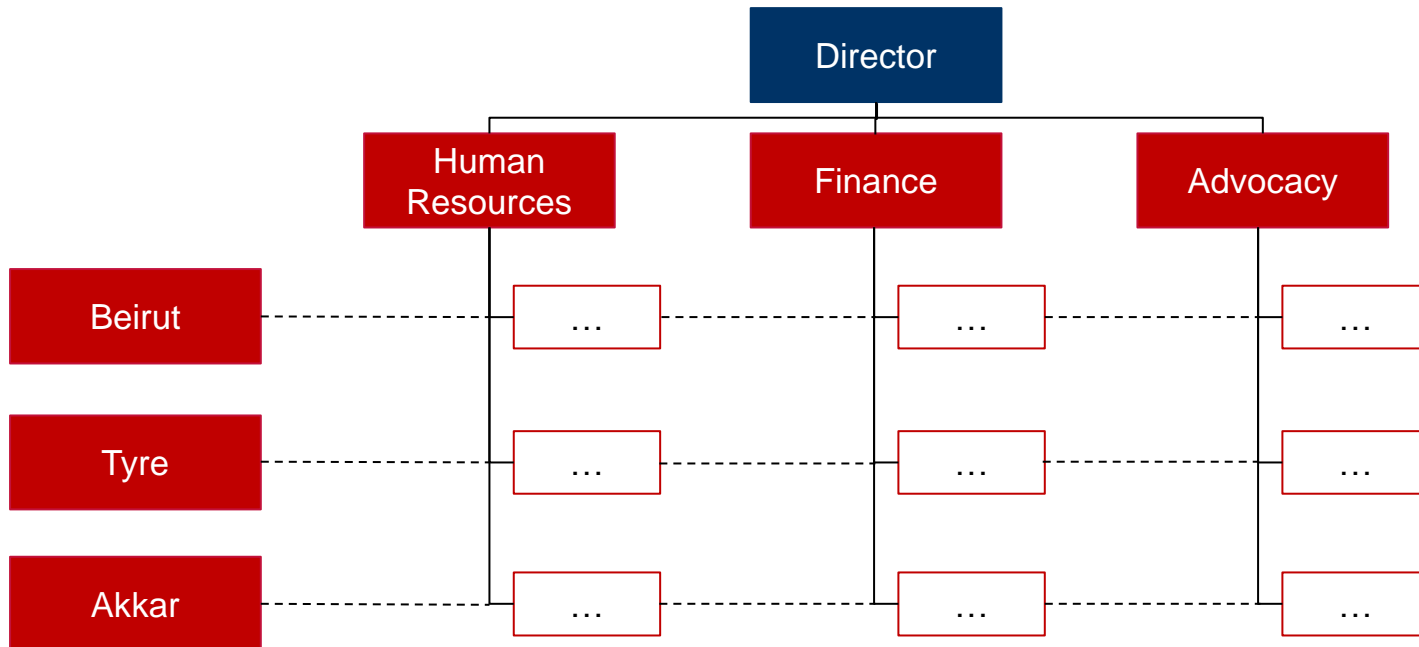 Director
Human
Resources
Finance
Advocacy
Beirut
...
...
...
Tyre
...
...
...
Akkar
...
...
...